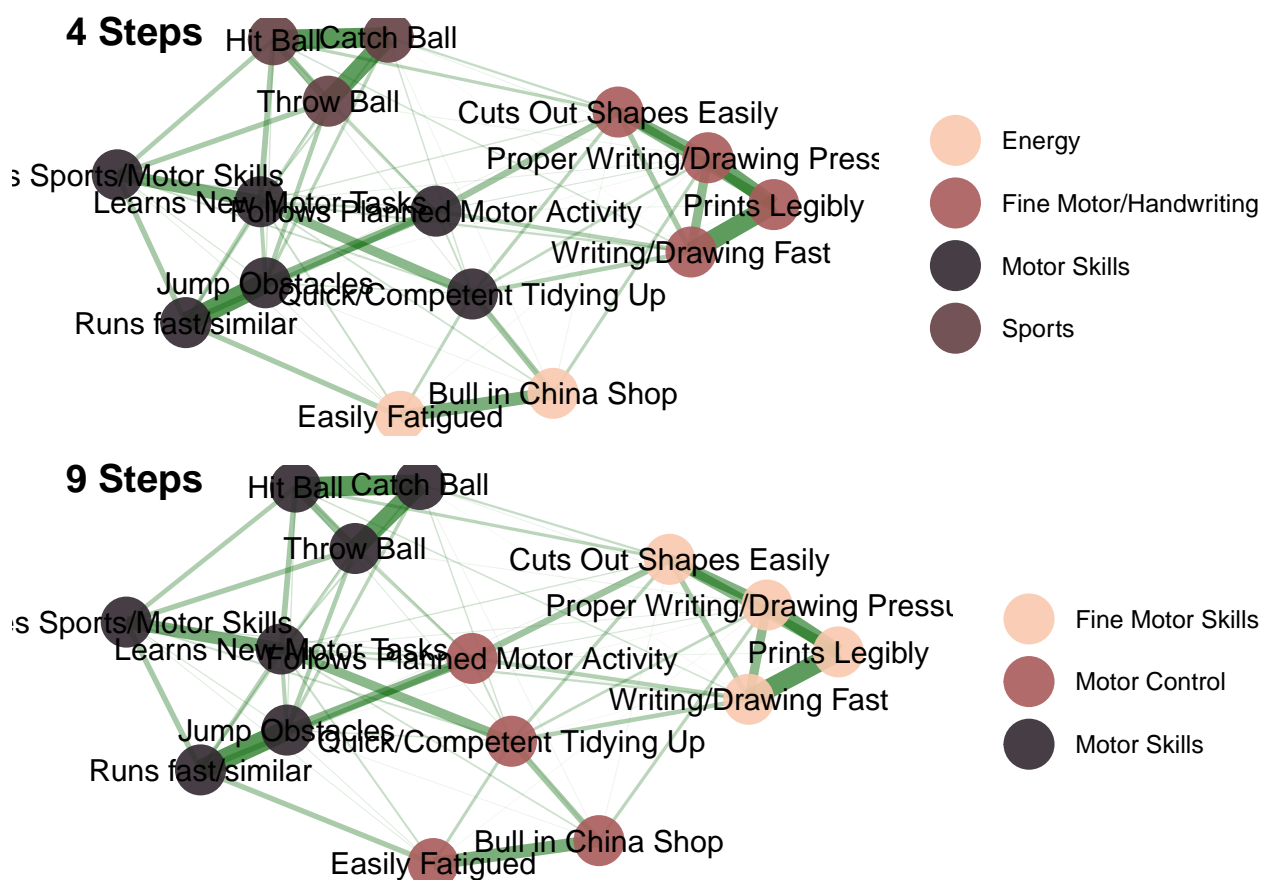 4 Steps
Hit Ball
Catch Ball
Throw Ball
Cuts Out Shapes Easily
Proper Writing/Drawing Press
s Sports/Motor Skills
Learns New Motor Tasks
Follows Planned Motor Activity
Prints Legibly
Writing/Drawing Fast
Jump Obstacles
Quick/Competent Tidying Up
Runs fast/similar
Bull in China Shop
Easily Fatigued
Energy
Fine Motor/Handwriting
Motor Skills
Sports
9 Steps
Hit Ball
Catch Ball
Throw Ball
Cuts Out Shapes Easily
Proper Writing/Drawing Pressu
es Sports/Motor Skills
Learns New Motor Tasks
Follows Planned Motor Activity
Prints Legibly
Writing/Drawing Fast
Jump Obstacles
Quick/Competent Tidying Up
Runs fast/similar
Bull in China Shop
Easily Fatigued
Fine Motor Skills
Motor Control
Motor Skills